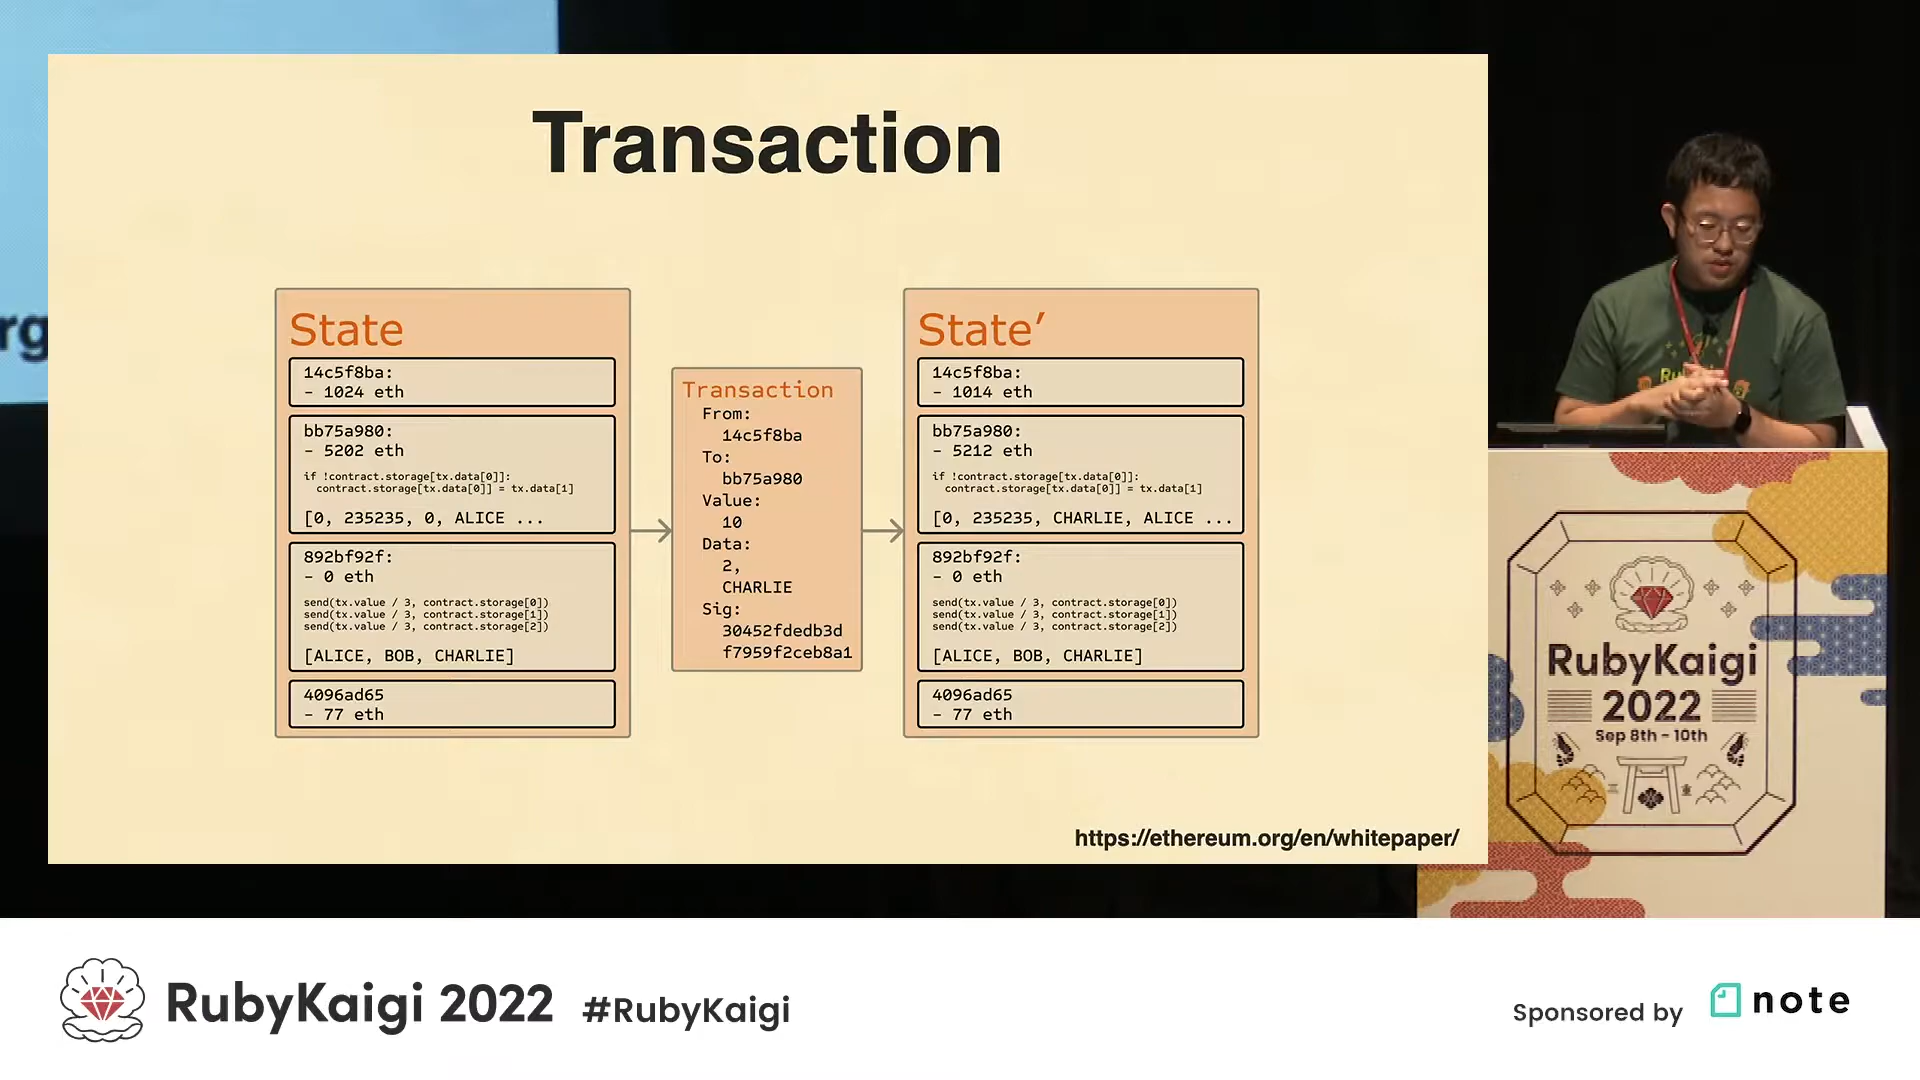 Transaction
State
14c5f8ba:
- 1024 eth
bb75a980:
- 5202 eth
if !contract.storage[tx.data[0]]:
contract.storage[tx.data[0]] = tx.data[1]
[0, 235235, 0, ALICE ...
892bf92f:
- 0 eth
send(tx.value / 3, contract.storage[0])
send(tx.value / 3, contract.storage[1])
send(tx.value / 3, contract.storage[2])
[ALICE, BOB, CHARLIE]
4096ad65
- 77 eth
Transaction
From:
14c5f8ba
To:
bb75a980
Value:
10
Data:
2,
CHARLIE
Sig:
30452fdedb3d
f7959f2ceb8a1
State′
14c5f8ba:
- 1014 eth
bb75a980:
- 5212 eth
if !contract.storage[tx.data[0]]:
contract.storage[tx.data[0]] = tx.data[1]
[0, 235235, CHARLIE, ALICE ...
892bf92f:
- 0 eth
send(tx.value / 3, contract.storage[0])
send(tx.value / 3, contract.storage[1])
send(tx.value / 3, contract.storage[2])
[ALICE, BOB, CHARLIE]
4096ad65
- 77 eth
https://ethereum.org/en/whitepaper/
rg
RubyKaigi
2022
Sep 8th - 10th
RubyKaigi 2022 #RubyKaigi
Sponsored by note